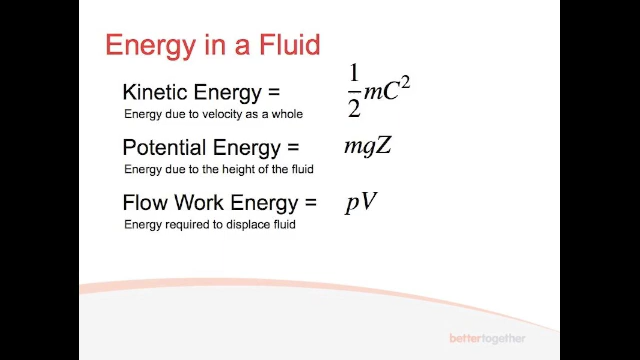 Energy in a Fluid
Kinetic Energy = 1/2 mC²
Energy due to velocity as a whole
Potential Energy = mgZ
Energy due to the height of the fluid
Flow Work Energy = pV
Energy required to displace fluid
bettertogether